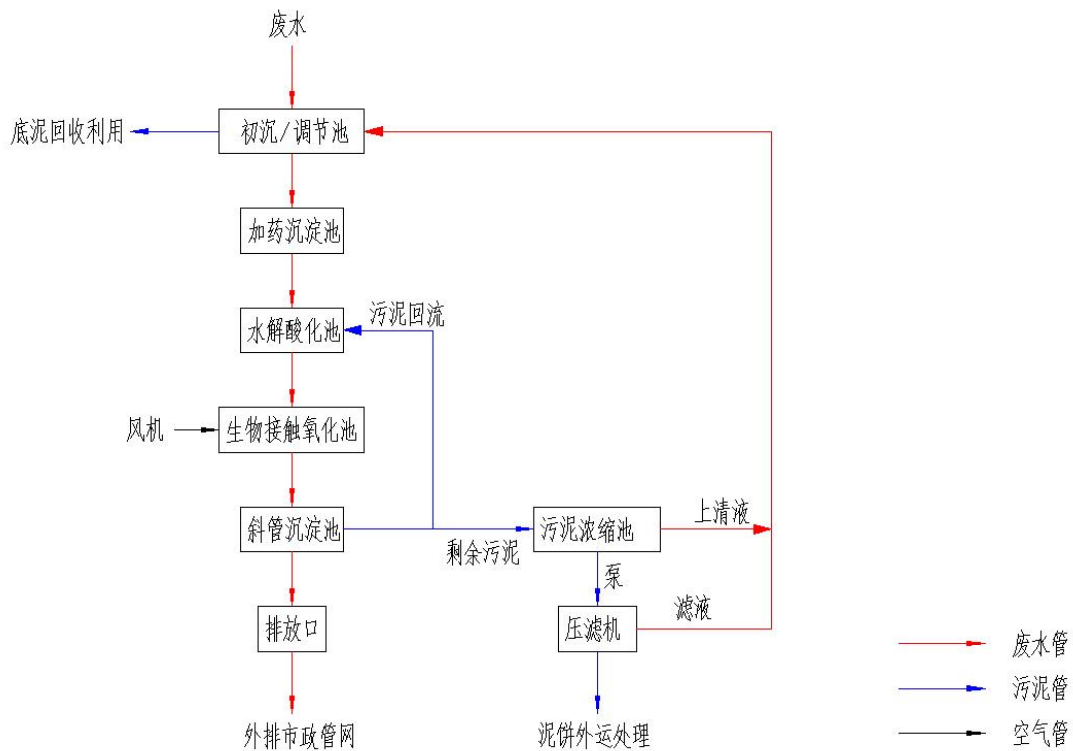 废水
底泥回收利用
初沉/调节池
加药沉淀池
污泥回流
水解酸化池
风机
生物接触氧化池
斜管沉淀池
剩余污泥
污泥浓缩池
上清液
泵
排放口
压滤机
滤液
外排市政管网
泥饼外运处理
废水管
污泥管
空气管